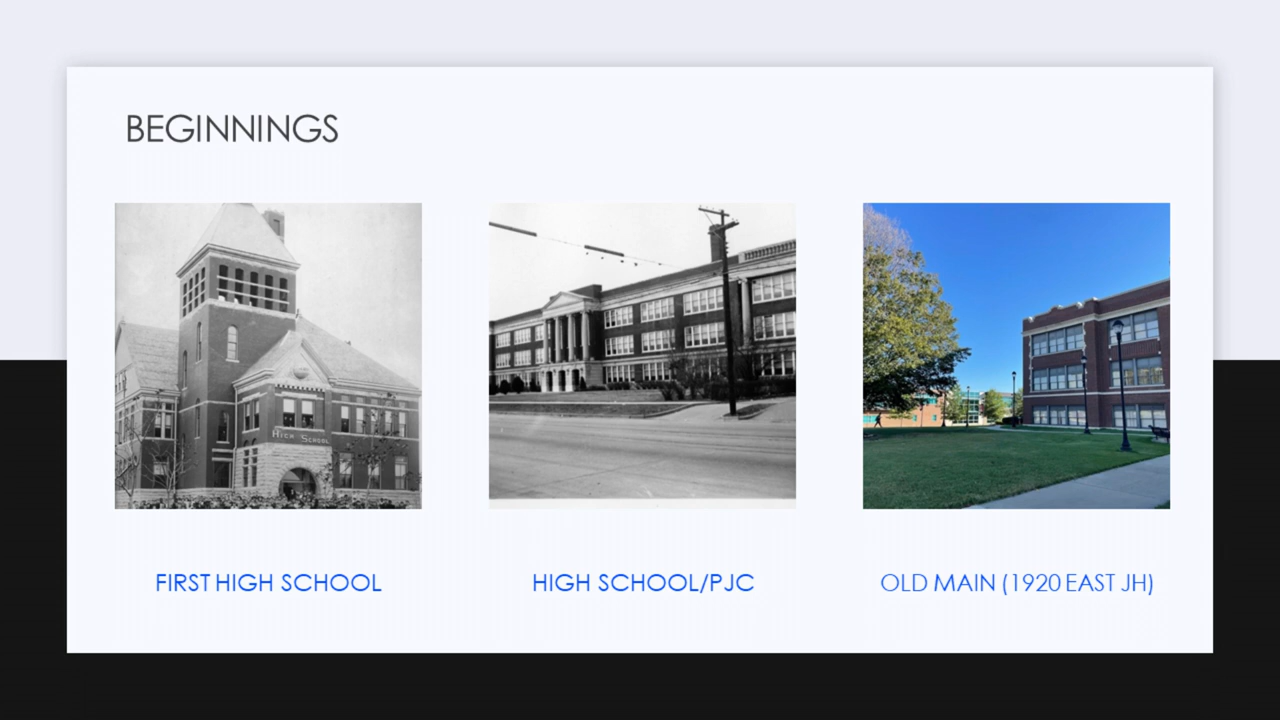 BEGINNINGS
HIGH SCHOOL
FIRST HIGH SCHOOL
HIGH SCHOOL/PJC
OLD MAIN (1920 EAST JH)